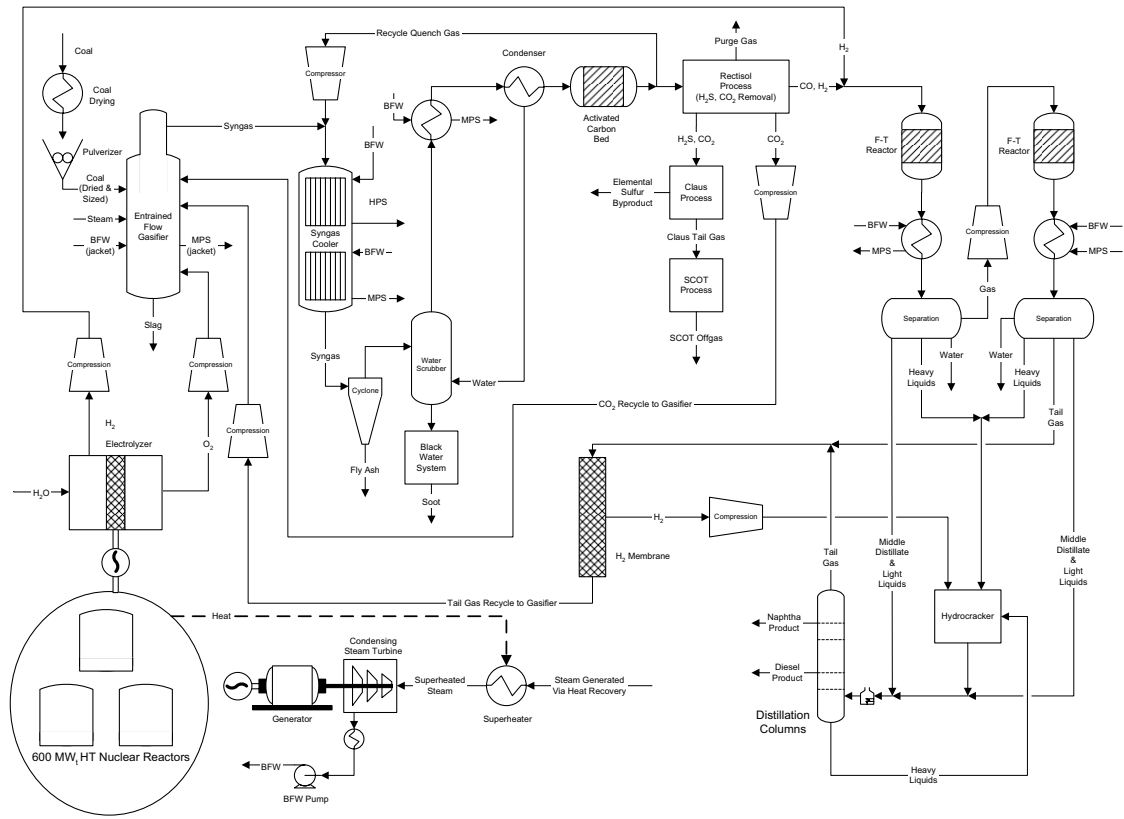 Recycle Quench Gas
Purge Gas
H2
Coal
Compressor
Condenser
Rectisol
Process
(H2S, CO2 Removal)
CO, H2
Coal
Drying
BFW
MPS
Activated
Carbon
Bed
Syngas
BFW
H2S, CO2
CO2
F-T
Reactor
F-T
Reactor
Pulverizer
Coal
(Dried &
Sized)
Steam
BFW
(jacket)
Entrained
Flow
Gasifier
MPS
(jacket)
Slag
HPS
Syngas
Cooler
BFW
MPS
Syngas
Elemental
Sulfur
Byproduct
Claus
Process
Compression
Claus Tail Gas
SCOT
Process
SCOT Offgas
BFW
MPS
Compression
BFW
MPS
Gas
Separation
Separation
Water
Water
Heavy
Liquids
Heavy
Liquids
Tail
Gas
Compression
Compression
Compression
Cyclone
Water
Scrubber
Water
CO2 Recycle to Gasifier
H2
O2
Electrolyzer
H2O
Fly Ash
Black
Water
System
Soot
H2
Compression
H2 Membrane
Middle
Distillate
&
Light
Liquids
Middle
Distillate
&
Light
Liquids
Tail
Gas
Tail Gas Recycle to Gasifier
Heat
Hydrocracker
Naphtha
Product
Diesel
Product
Condensing
Steam Turbine
Superheated
Steam
Steam Generated
Via Heat Recovery
Generator
Superheater
Distillation
Columns
600 MWt HT Nuclear Reactors
BFW
BFW Pump
Heavy
Liquids